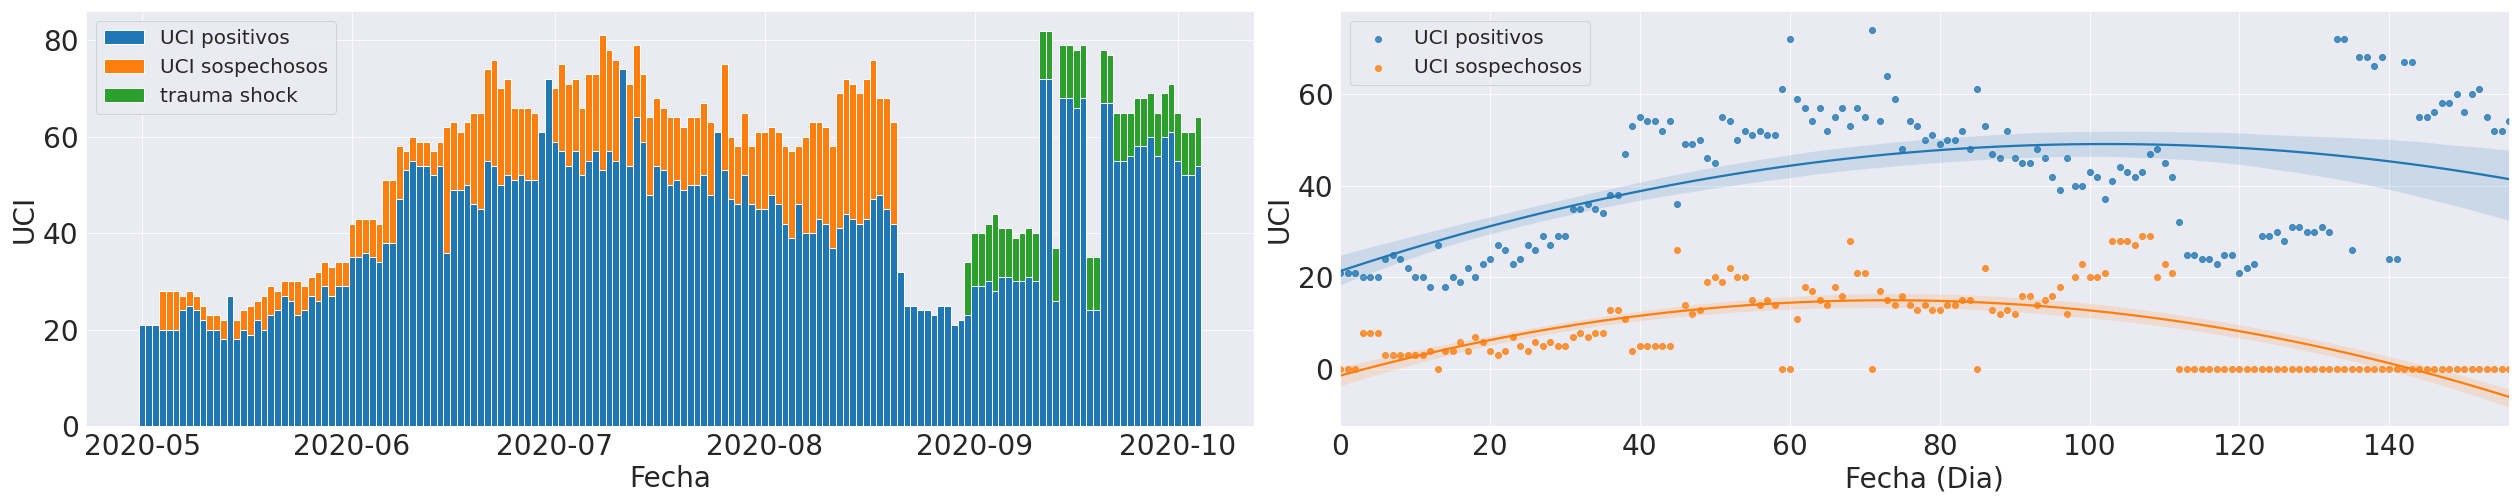 UCI positivos
UCI sospechosos
trauma shock
UCI
80
60
40
20
0
2020-05 2020-06 2020-07 2020-08 2020-09 2020-10
Fecha
UCI positivos
UCI sospechosos
UCI
60
40
20
0
0 20 40 60 80 100 120 140
Fecha (Dia)